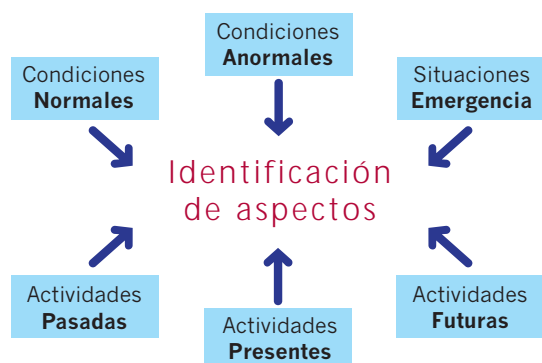 Condiciones
Anormales
Condiciones
Normales
Situaciones
Emergencia
Identificación
de aspectos
Actividades
Pasadas
Actividades
Presentes
Actividades
Futuras